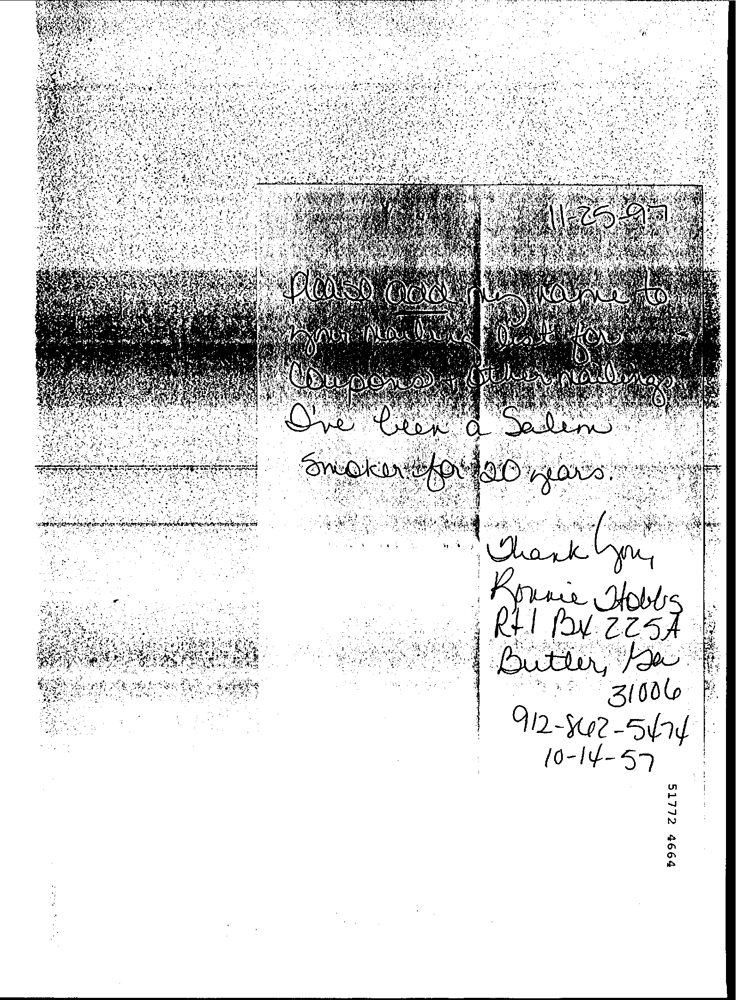 11-25-97
Please add my name to
your mailing list for
Coupons + other mailings
I've been a Salem
smoker for 20 years.
Thank You,
Ronnie Hobbs
Rt 1 Bx 225A
Butler, Ga
31006
912-862-5474
10-14-57
51772 4664